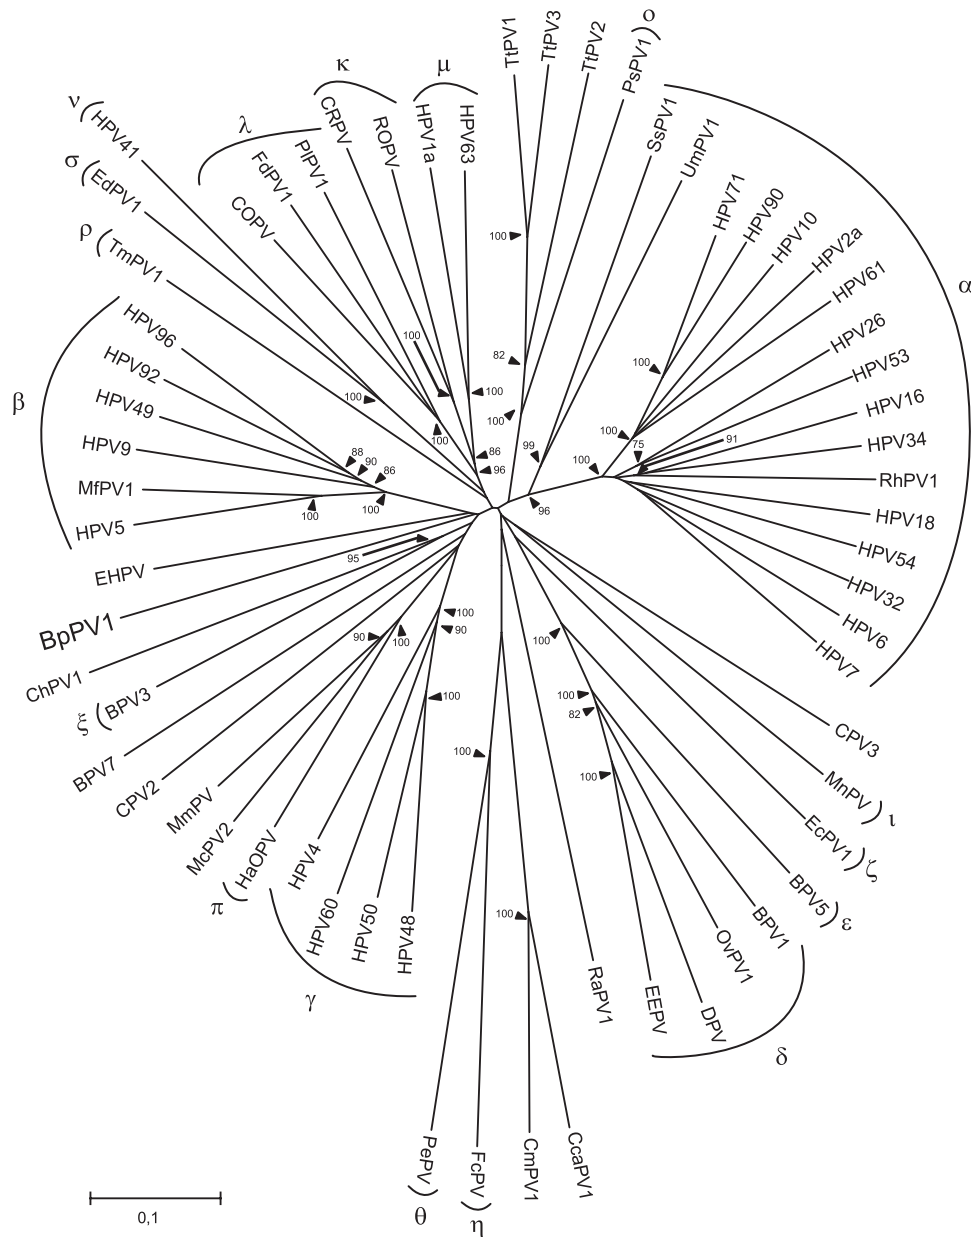 TtPV1
TtPV3
TtPV2
PsPV1
ο
SsPV1
UmPV1
HPV71
HPV90
HPV10
HPV2a
HPV61
HPV26
HPV53
HPV16
HPV34
RhPV1
HPV18
HPV54
HPV32
HPV6
HPV7
α
CPV3
MnPV
ι
EcPV1
ζ
BPV5
ε
BPV1
OvPV1
DPV
EEPV
δ
RaPV1
CcaPV1
CmPV1
FcPV
η
PePV
θ
HPV48
HPV50
HPV60
HPV4
γ
HaOPV
π
McPV2
MmPV
CPV2
BPV7
BPV3
ξ
ChPV1
BpPV1
EHPV
HPV5
MfPV1
HPV9
HPV49
HPV92
HPV96
β
TmPV1
ρ
EdPV1
σ
HPV41
ν
COPV
FdPV1
PlPV1
λ
CRPV
ROPV
κ
HPV1a
HPV63
μ
100
82
100
99
96
100
100
100
75
91
100
100
100
86
96
100
88
90
86
100
100
95
100
90
100
90
100
100
100
100
100
82
100
0,1